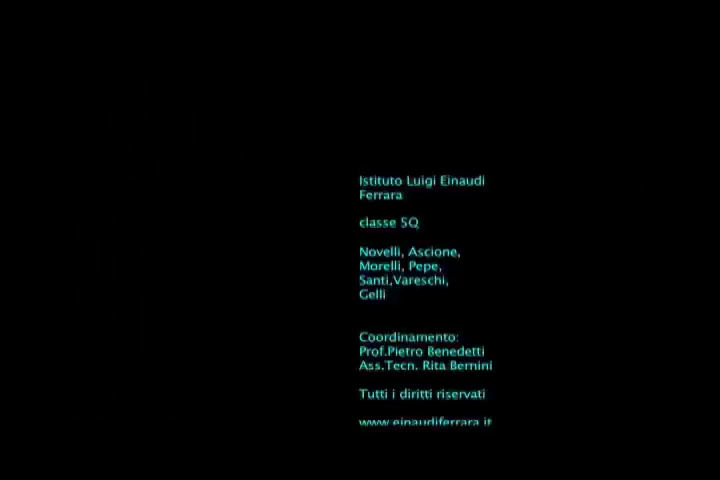 Istituto Luigi Einaudi
Ferrara
classe 5Q
Novelli, Ascione,
Morelli, Pepe,
Santi,Vareschi,
Gelli
Coordinamento:
Prof.Pietro Benedetti
Ass.Tecn. Rita Bernini
Tutti i diritti riservati
www.einaudiferrara.it